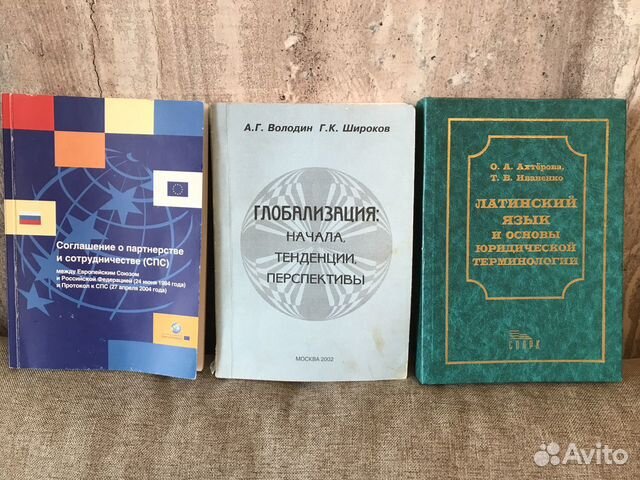 Соглашение о партнерстве
и сотрудничестве (СПС)
между Европейским Союзом
и Российской Федерацией (24 июня 1994 года)
и Протокол к СПС (27 апреля 2004 года)
А.Г. Володин Г.К. Широков
ГЛОБАЛИЗАЦИЯ:
НАЧАЛА,
ТЕНДЕНЦИИ,
ПЕРСПЕКТИВЫ
МОСКВА 2002
О. А. Ахтёрова,
Т. В. Иваненко
ЛАТИНСКИЙ
ЯЗЫК
И ОСНОВЫ
ЮРИДИЧЕСКОЙ
ТЕРМИНОЛОГИИ
СПАРК
Avito